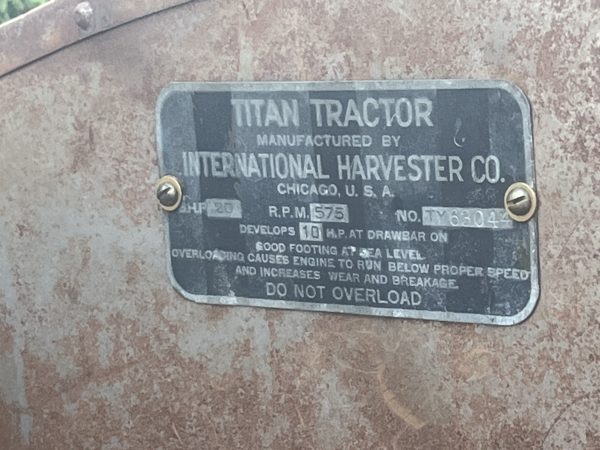 TITAN TRACTOR
MANUFACTURED BY
INTERNATIONAL HARVESTER CO.
CHICAGO, U. S. A.
B.H.P. 20 R.P.M. 575 NO.
DEVELOPS 10 H.P. AT DRAWBAR ON
GOOD FOOTING AT SEA LEVEL
OVERLOADING CAUSES ENGINE TO RUN BELOW PROPER SPEED
AND INCREASES WEAR AND BREAKAGE
DO NOT OVERLOAD